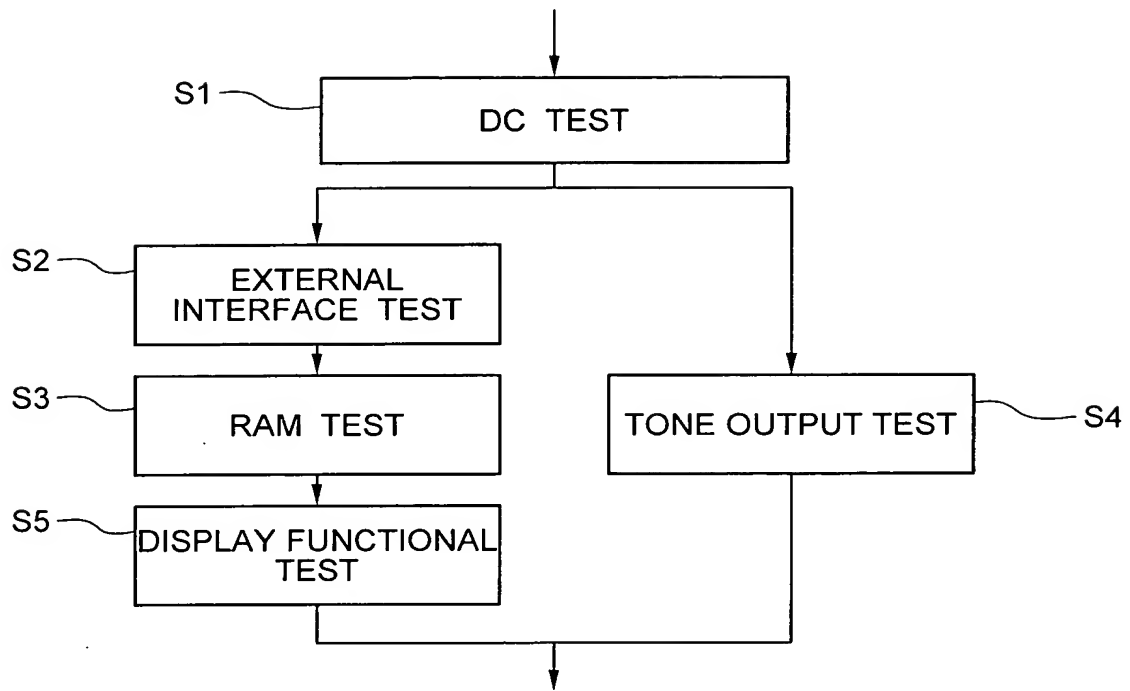 S1
DC TEST
S2
EXTERNAL
INTERFACE TEST
S3
RAM TEST
TONE OUTPUT TEST
S4
S5
DISPLAY FUNCTIONAL
TEST